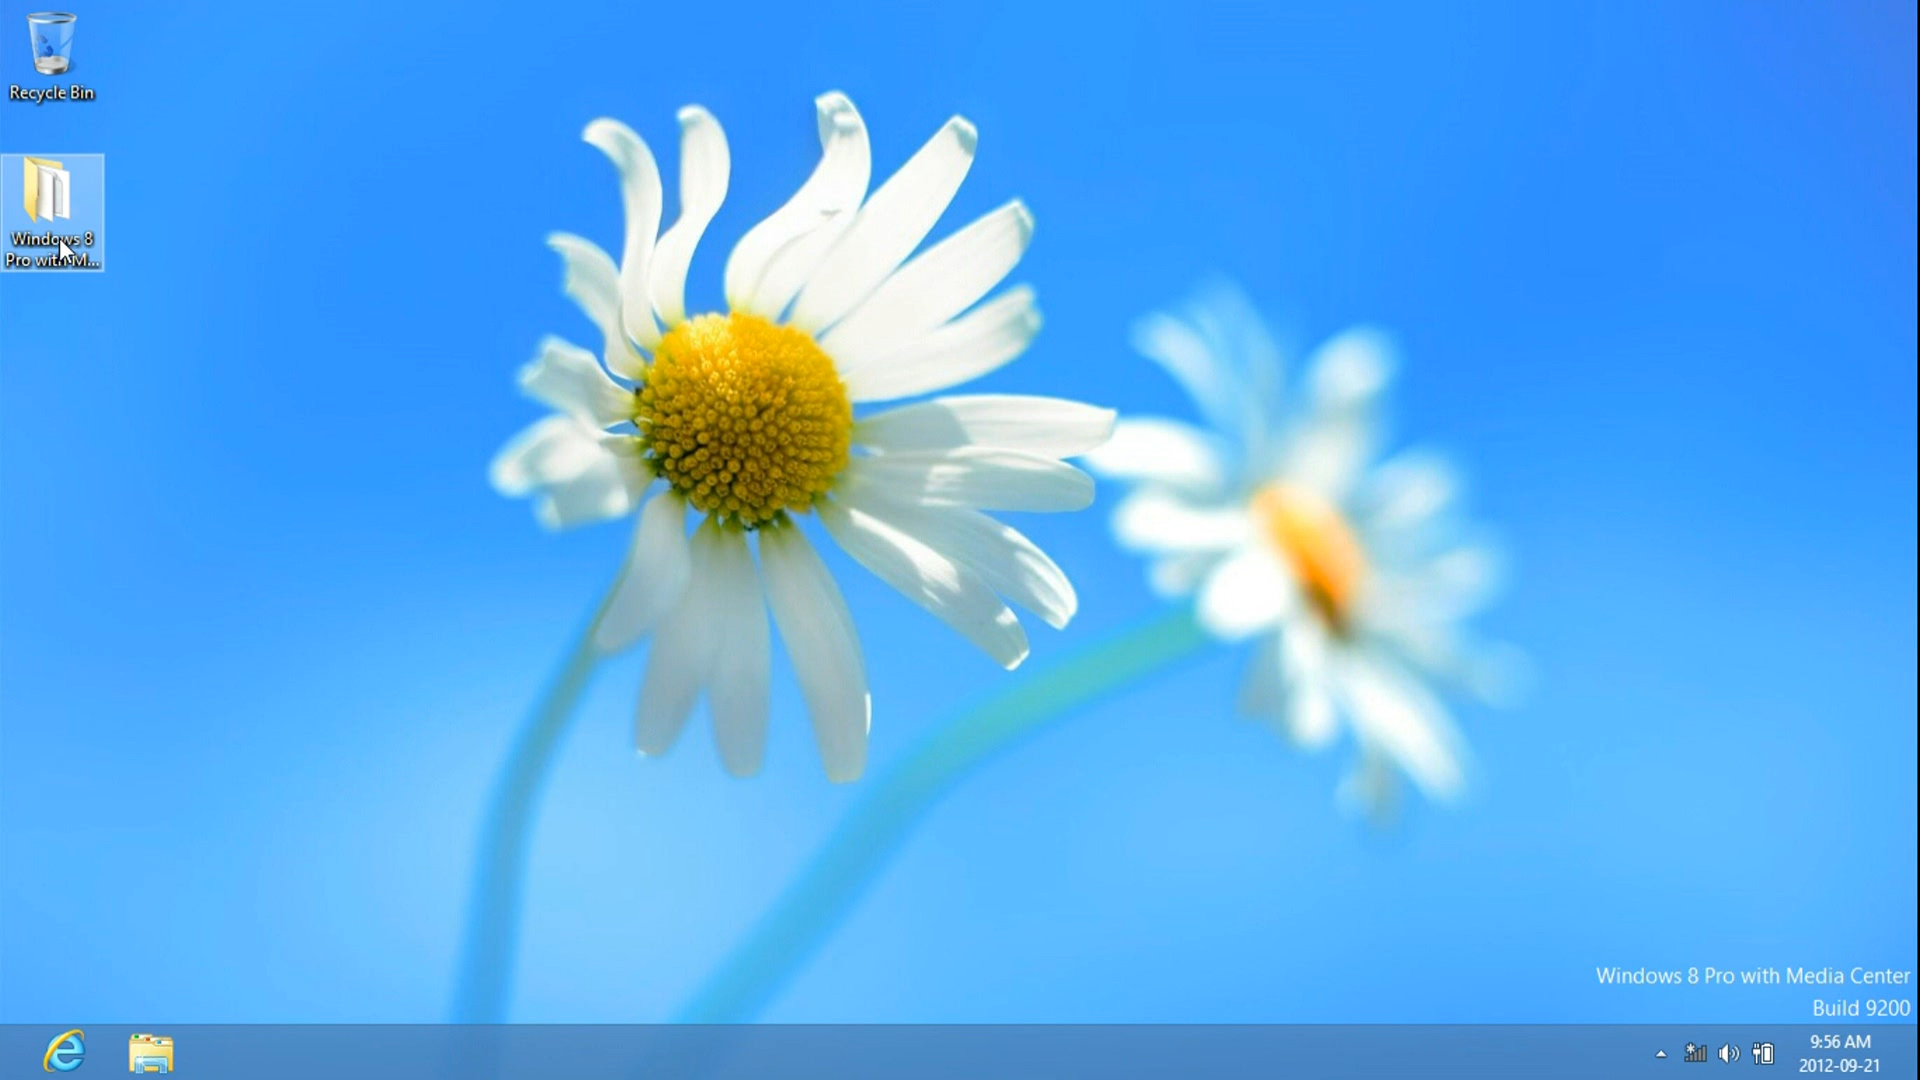 Recycle Bin
Windows 8
Pro with M...
Windows 8 Pro with Media Center
Build 9200
9:56 AM
2012-09-21